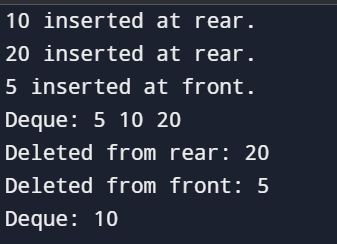 10 inserted at rear.
20 inserted at rear.
5 inserted at front.
Deque: 5 10 20
Deleted from rear: 20
Deleted from front: 5
Deque: 10